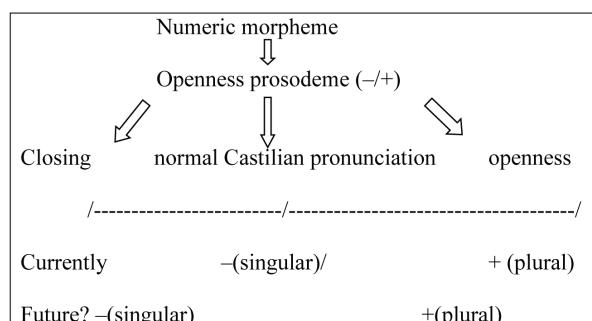 Numeric morpheme
Openness prosodeme (–/+)
Closing normal Castilian pronunciation openness
/-----------------------/-----------------------------------/
Currently –(singular)/ + (plural)
Future? –(singular) +(plural)